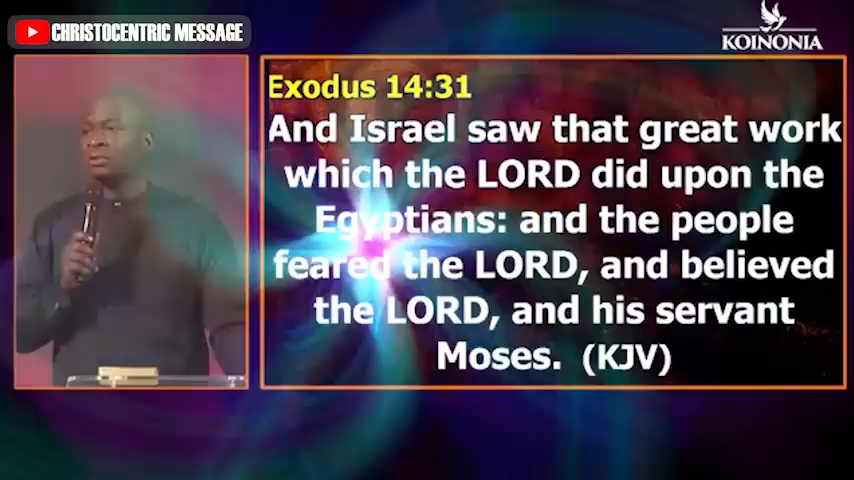 CHRISTOCENTRIC MESSAGE
KOINONIA
Exodus 14:31
And Israel saw that great work
which the LORD did upon the
Egyptians: and the people
feared the LORD, and believed
the LORD, and his servant
Moses. (KJV)